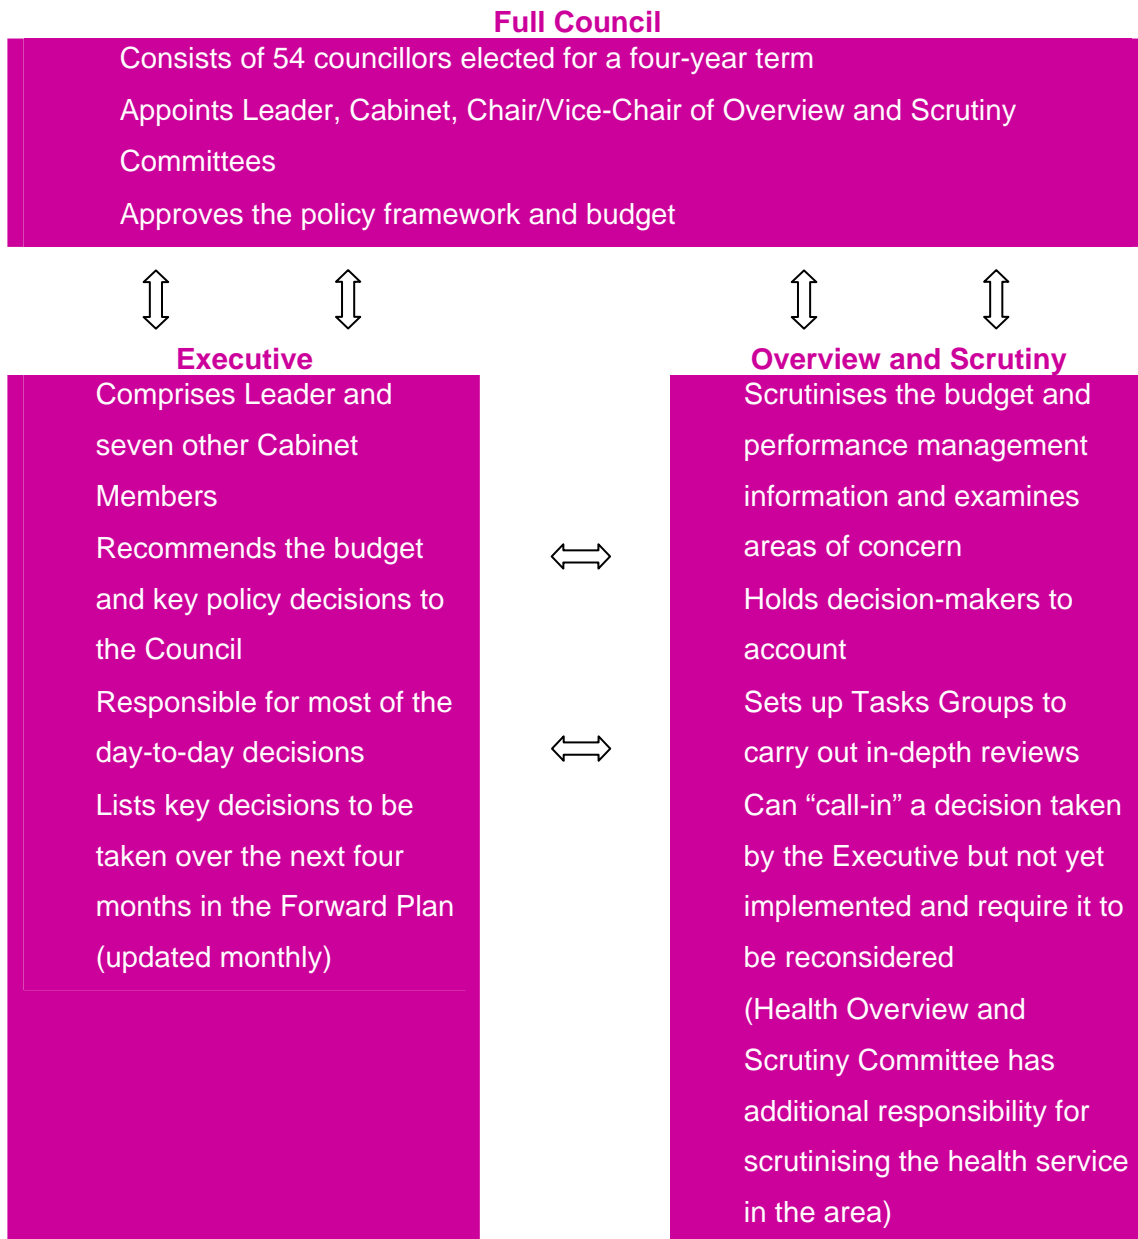 Full Council
Consists of 54 councillors elected for a four-year term
Appoints Leader, Cabinet, Chair/Vice-Chair of Overview and Scrutiny
Committees
Approves the policy framework and budget
Executive
Comprises Leader and
seven other Cabinet
Members
Recommends the budget
and key policy decisions to
the Council
Responsible for most of the
day-to-day decisions
Lists key decisions to be
taken over the next four
months in the Forward Plan
(updated monthly)
Overview and Scrutiny
Scrutinises the budget and
performance management
information and examines
areas of concern
Holds decision-makers to
account
Sets up Tasks Groups to
carry out in-depth reviews
Can “call-in” a decision taken
by the Executive but not yet
implemented and require it to
be reconsidered
(Health Overview and
Scrutiny Committee has
additional responsibility for
scrutinising the health service
in the area)